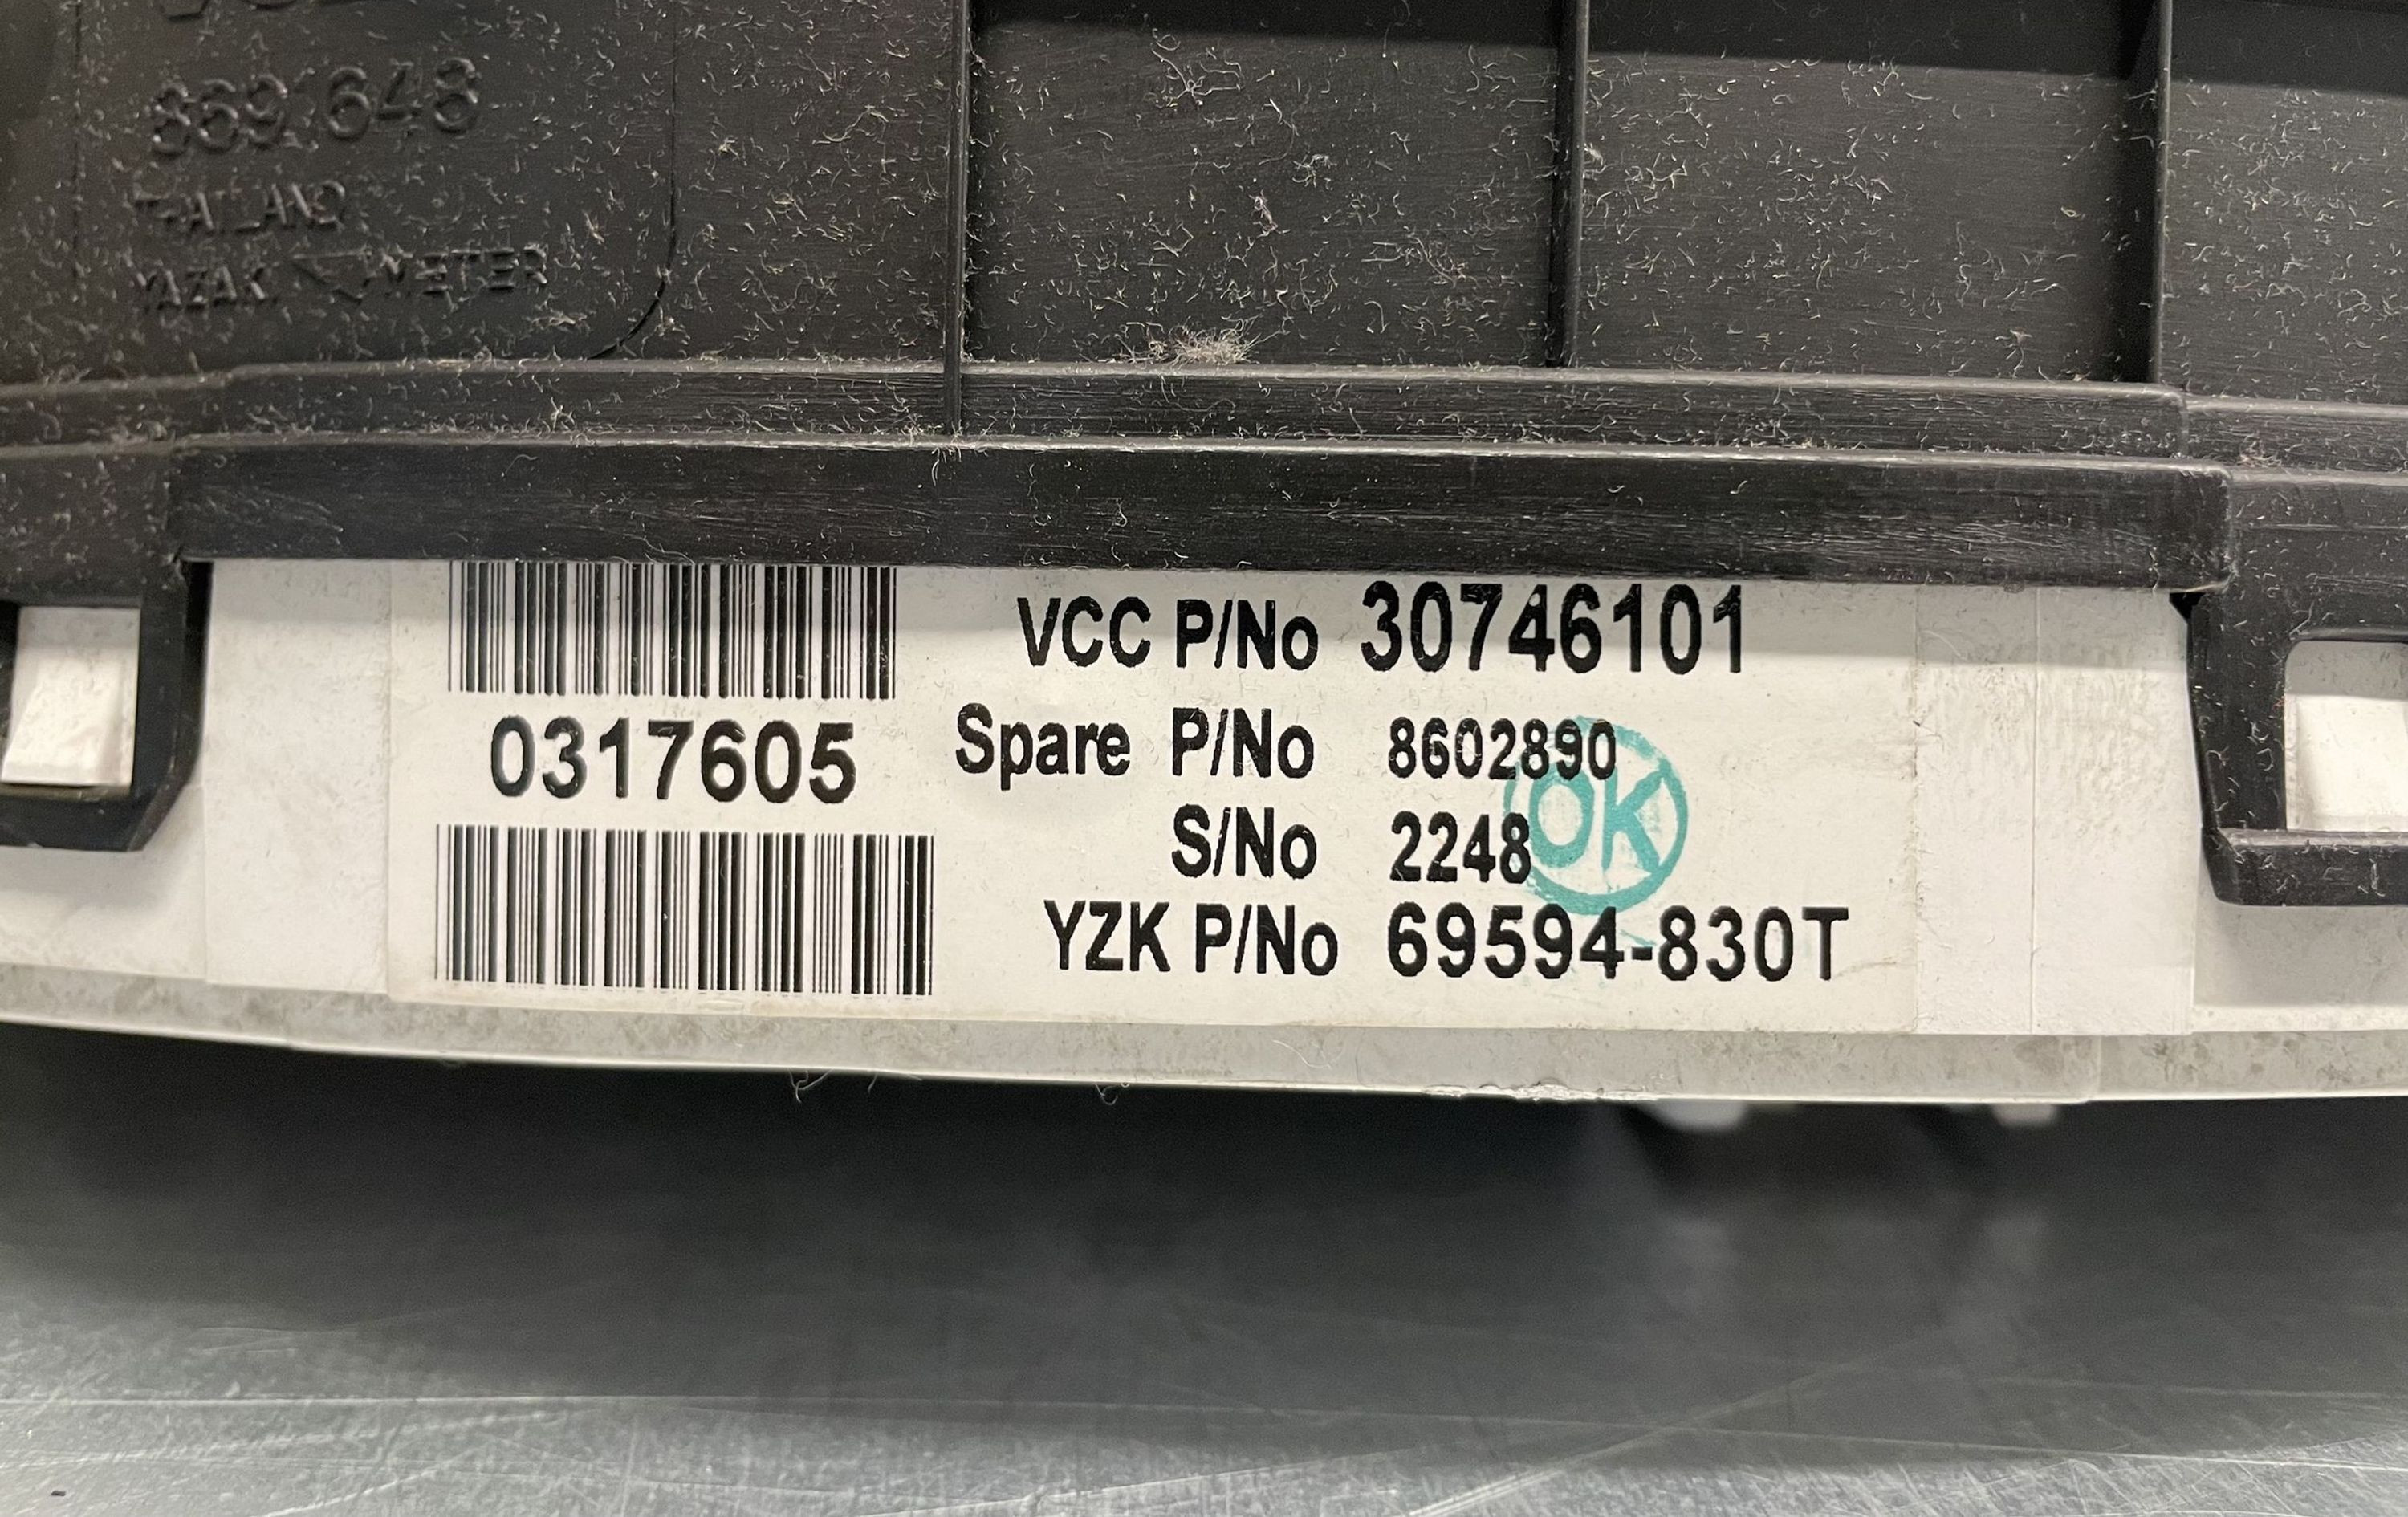 8691648
THAILAND
YAZAKI METER
VCC P/No 30746101
0317605
Spare P/No 8602890
S/No 2248
OK
YZK P/No 69594-830T